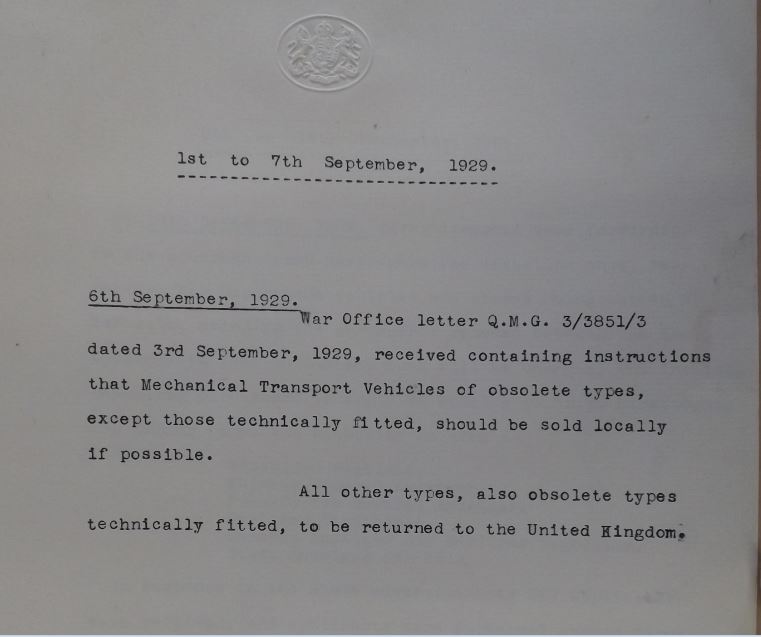 1st to 7th September, 1929.
6th September, 1929.
War Office letter Q.M.G. 3/3851/3
dated 3rd September, 1929, received containing instructions
that Mechanical Transport Vehicles of obsolete types,
except those technically fitted, should be sold locally
if possible.
All other types, also obsolete types
technically fitted, to be returned to the United Kingdom.